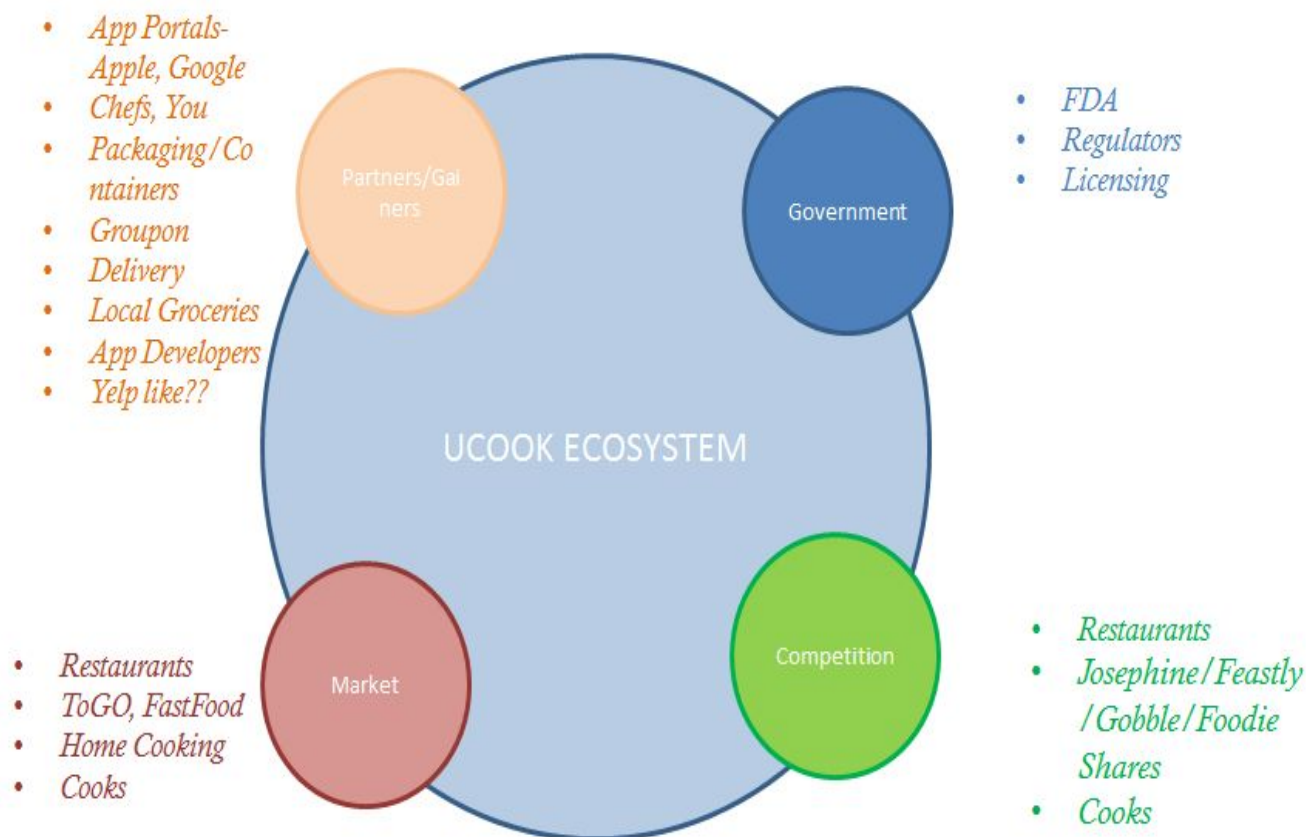 • App Portals-
Apple, Google
• Chefs, You
• Packaging/Co
ntainers
• Groupon
• Delivery
• Local Groceries
• App Developers
• Yelp like??
Partners/Gai
ners
Government
• FDA
• Regulators
• Licensing
UCOOK ECOSYSTEM
• Restaurants
• ToGO, FastFood
• Home Cooking
• Cooks
Market
Competition
• Restaurants
• Josephine/Feastly
/Gobble/Foodie
Shares
• Cooks